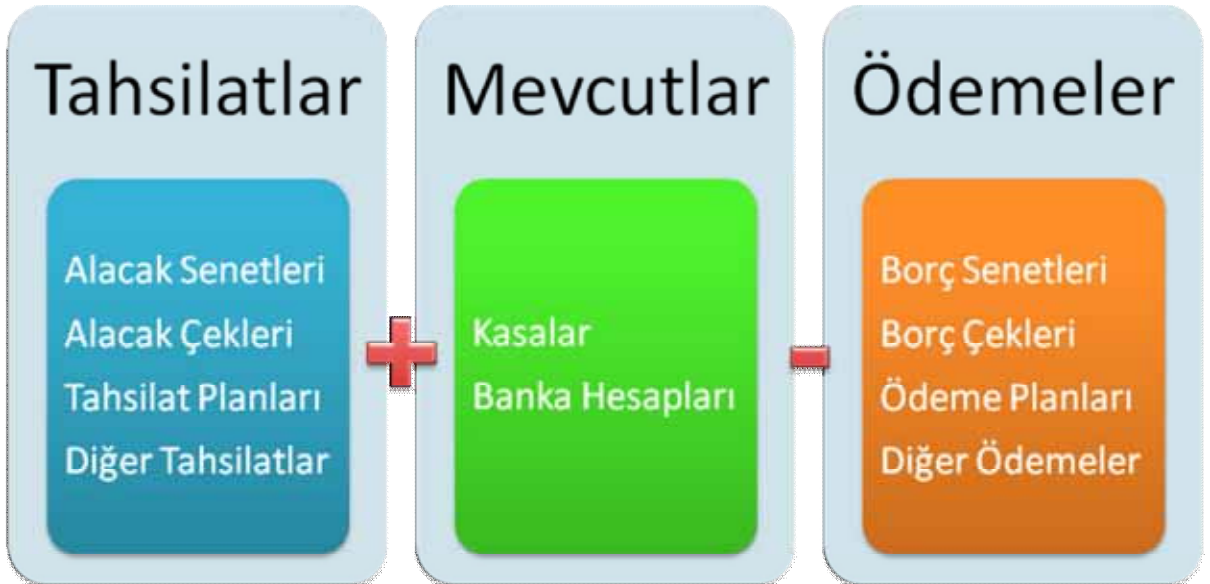 Tahsilatlar
Alacak Senetleri
Alacak Çekleri
Tahsilat Planları
Diğer Tahsilatlar
Mevcutlar
Kasalar
Banka Hesapları
Ödemeler
Borç Senetleri
Borç Çekleri
Ödeme Planları
Diğer Ödemeler